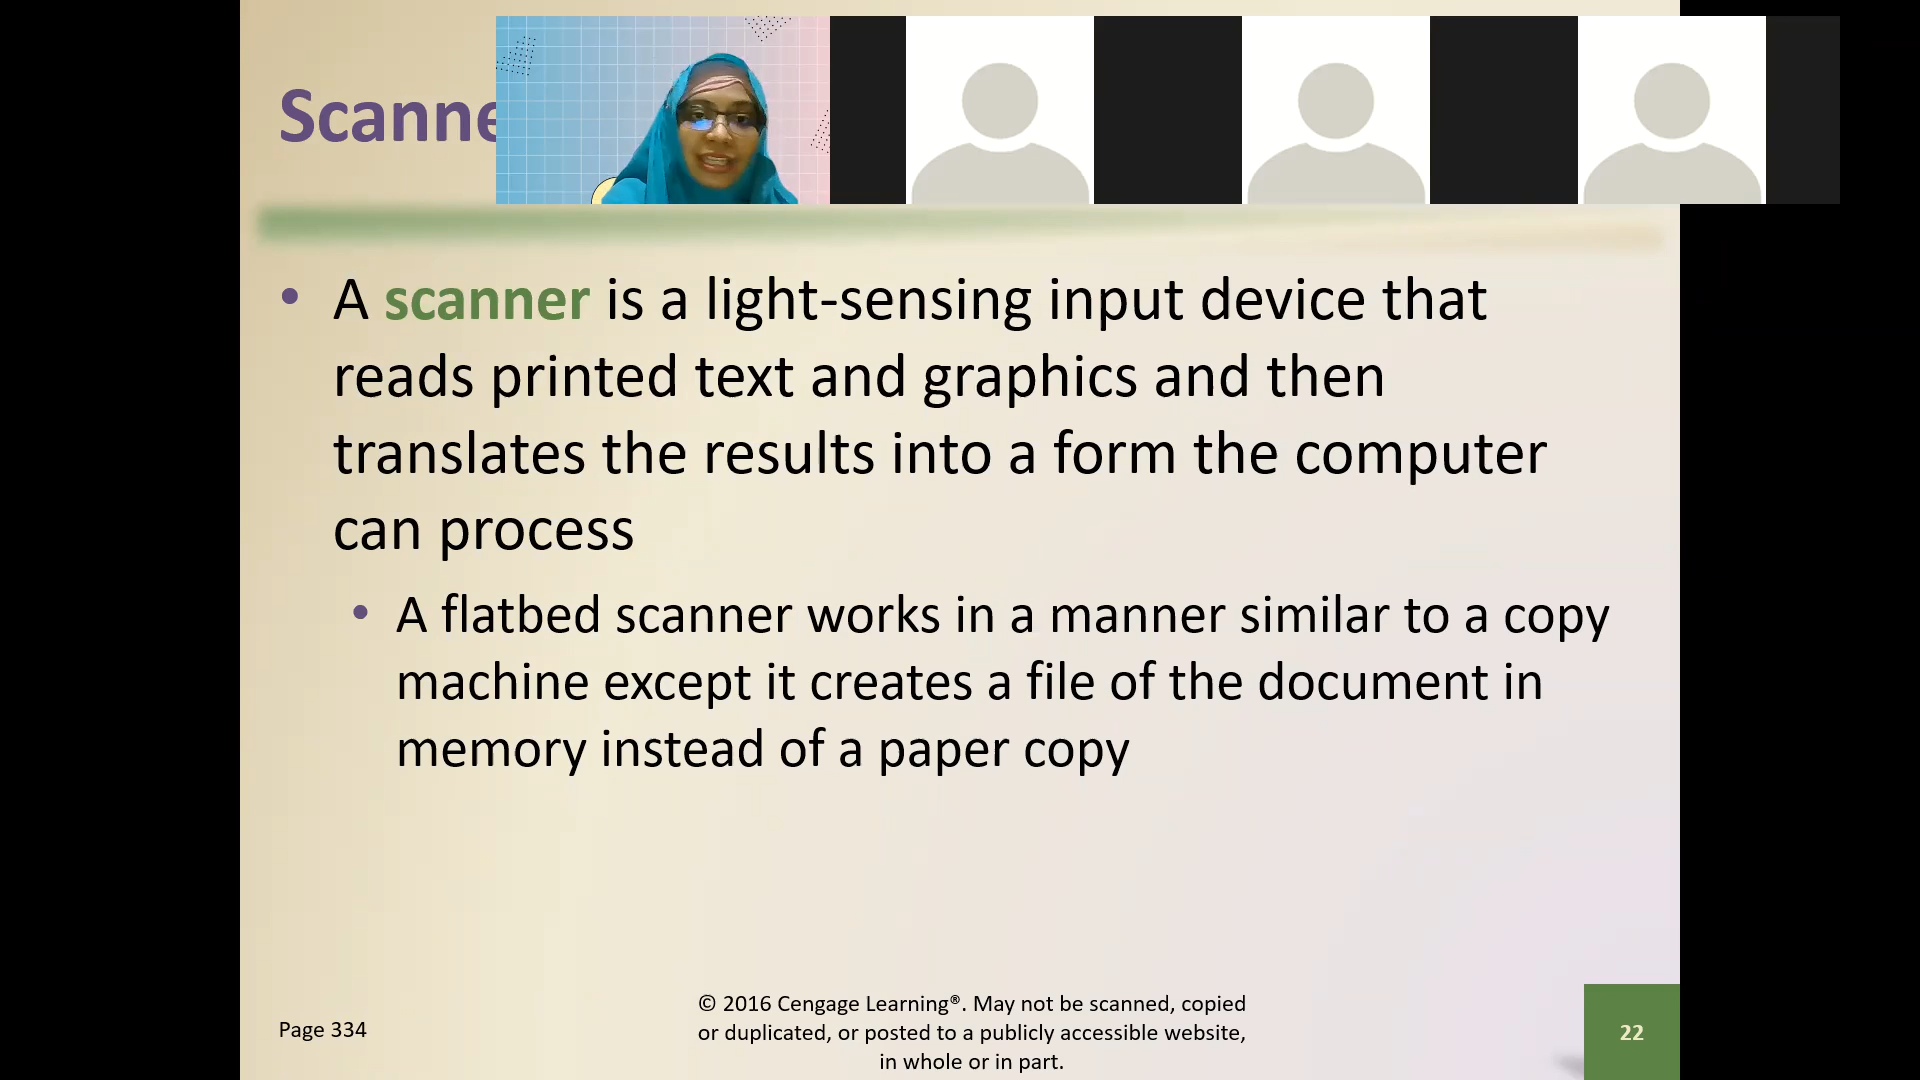 Scanne
• A scanner is a light-sensing input device that
reads printed text and graphics and then
translates the results into a form the computer
can process
• A flatbed scanner works in a manner similar to a copy
machine except it creates a file of the document in
memory instead of a paper copy
Page 334
© 2016 Cengage Learning®. May not be scanned, copied
or duplicated, or posted to a publicly accessible website,
in whole or in part.
22